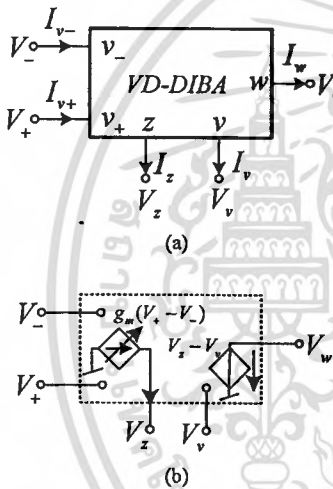 I_{v-}
V_-
v_-
VD-DIBA
I_w
w
V
I_{v+}
V_+
v_+
z
v
I_z
I_v
V_z
V_v
(a)
V_-
g_m(V_+ - V_-)
V_z - V_v
V_w
V_+
V_z
V_v
(b)